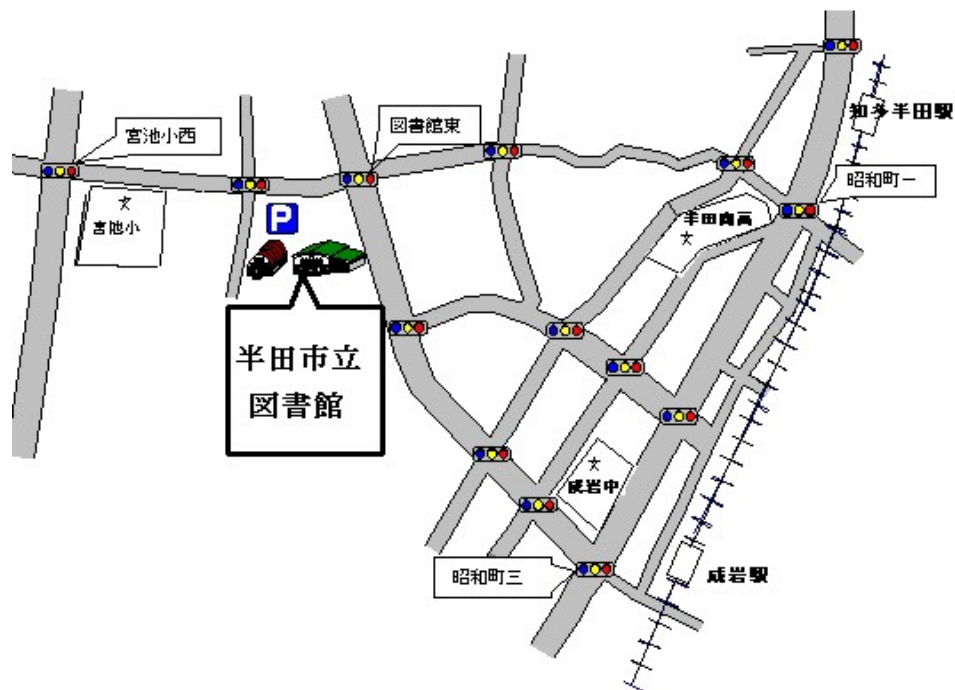 知多半田駅
図書館東
宮池小西
昭和町一
P
宮池小
半田商高
半田市立
図書館
成岩中
昭和町三
成岩駅